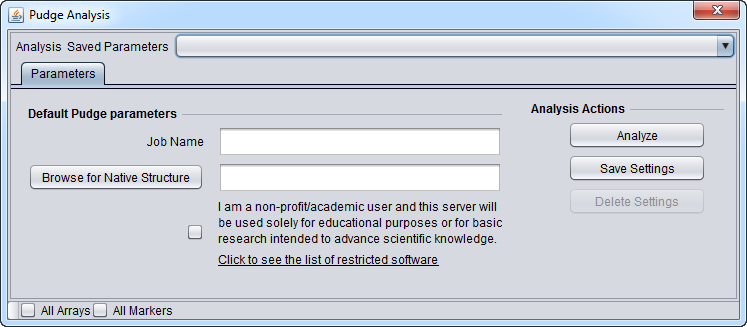 Pudge Analysis
Analysis Saved Parameters
Parameters
Default Pudge parameters
Job Name
Browse for Native Structure
I am a non-profit/academic user and this server will
be used solely for educational purposes or for basic
research intended to advance scientific knowledge.
Click to see the list of restricted software
Analysis Actions
Analyze
Save Settings
Delete Settings
All Arrays All Markers